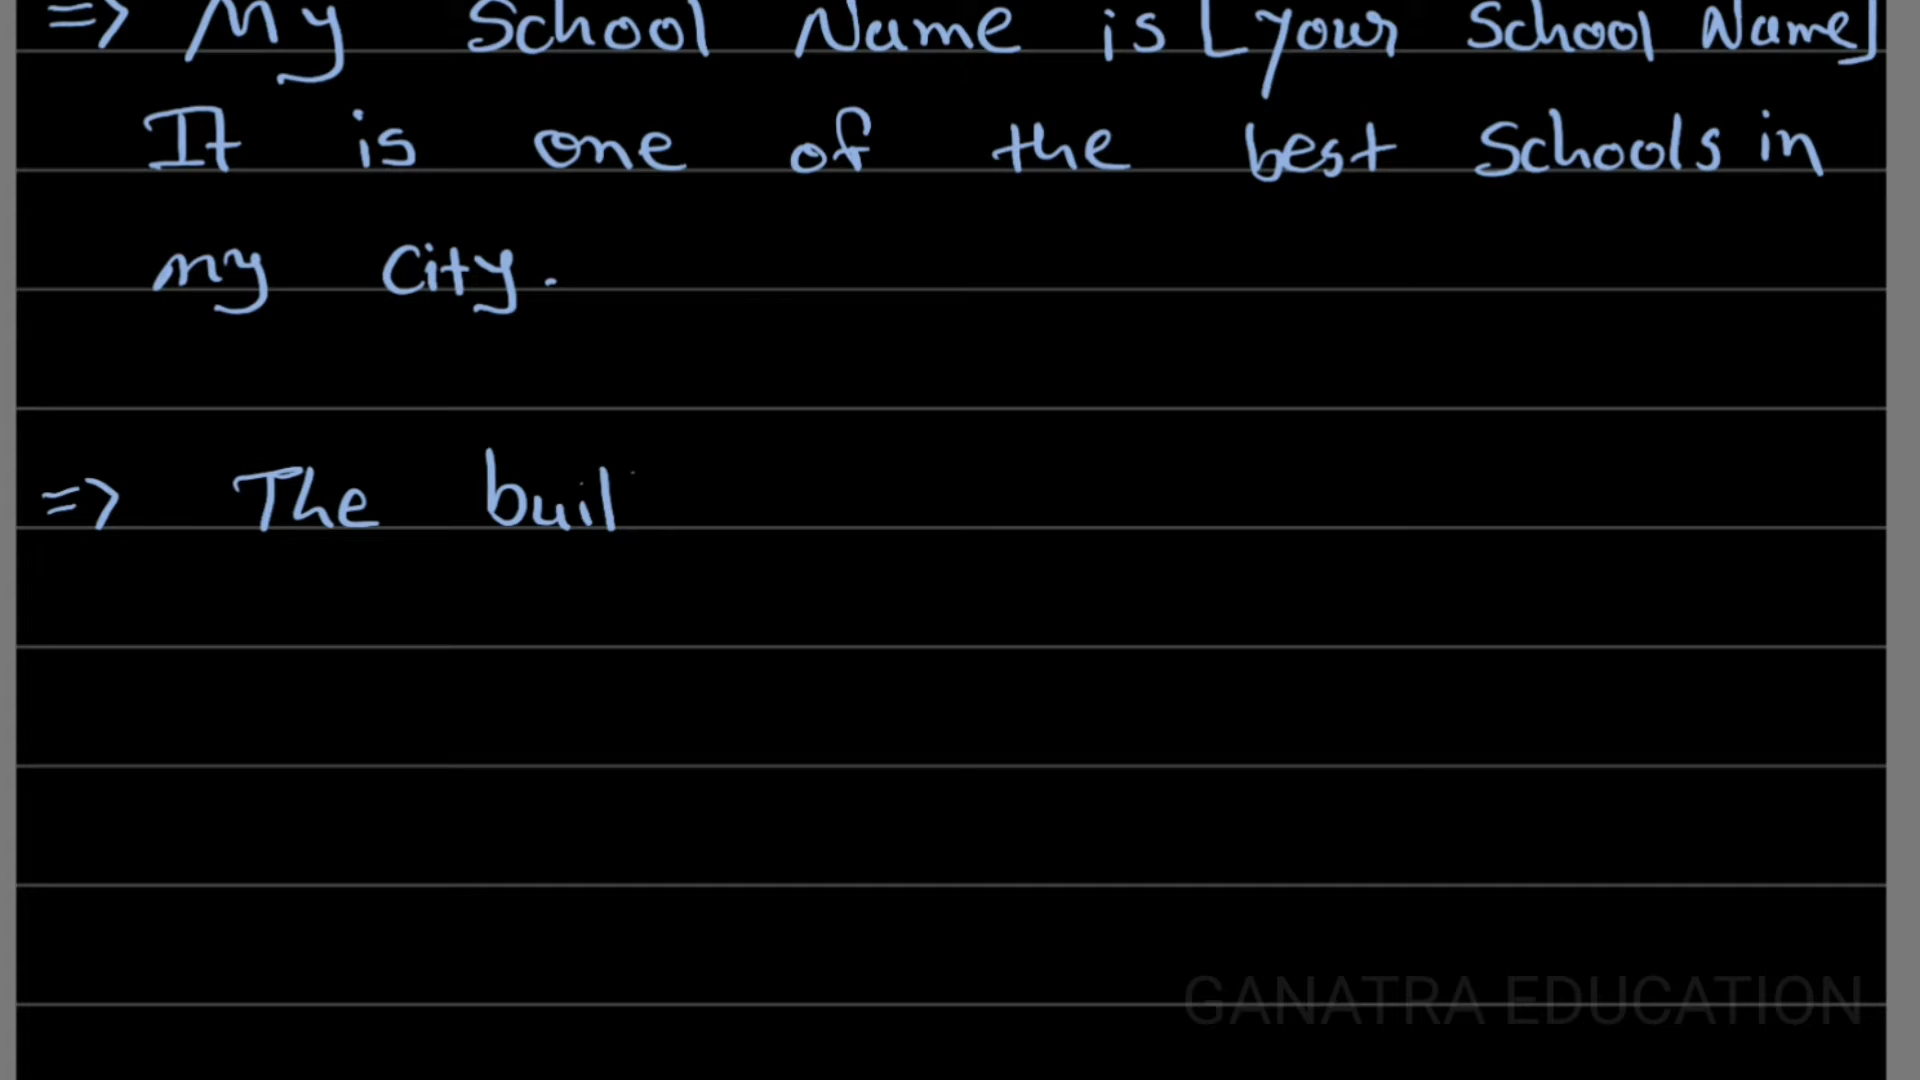 => My School Name is [your School Name]
It is one of the best Schools in
my City.
=> The buil
GANATRA EDUCATION